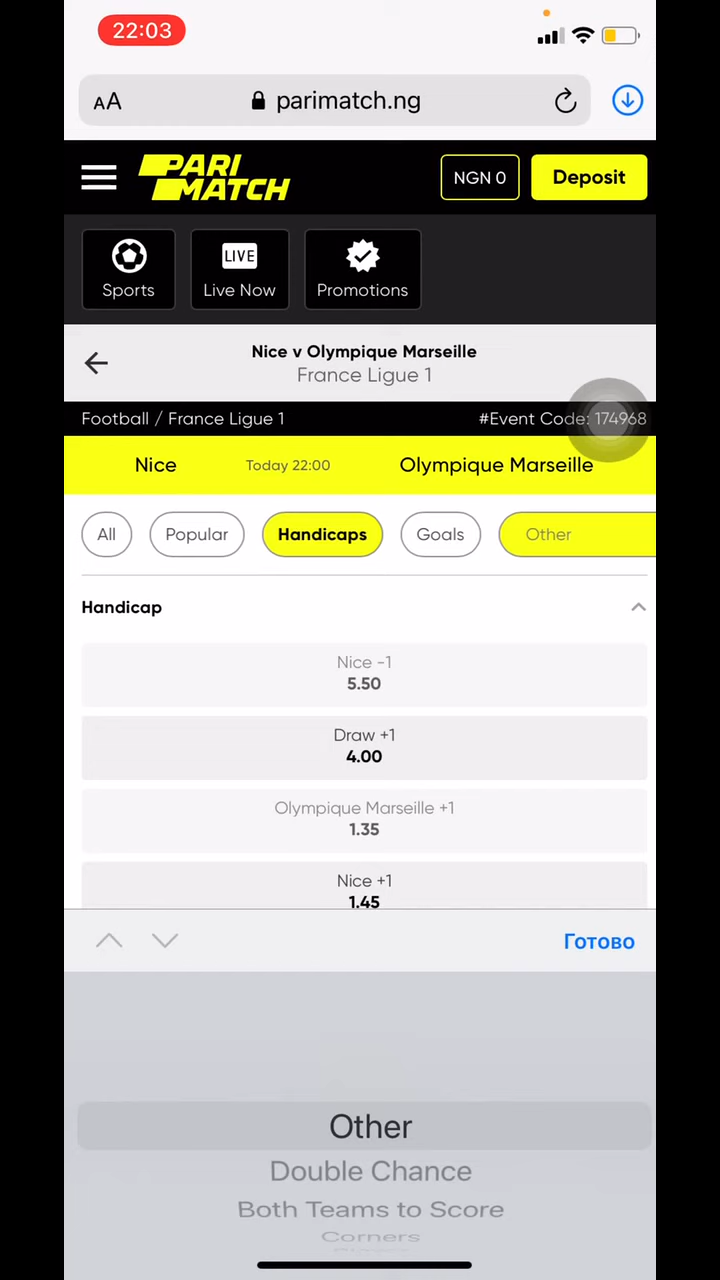 22:03
AA parimatch.ng
PARI MATCH
NGN 0
Deposit
Sports
LIVE
Live Now
Promotions
Nice v Olympique Marseille
France Ligue 1
Football / France Ligue 1
#Event Code: 174968
Nice
Today 22:00
Olympique Marseille
All
Popular
Handicaps
Goals
Other
Handicap
Nice -1
5.50
Draw +1
4.00
Olympique Marseille +1
1.35
Nice +1
1.45
Готово
Other
Double Chance
Both Teams to Score
Corners